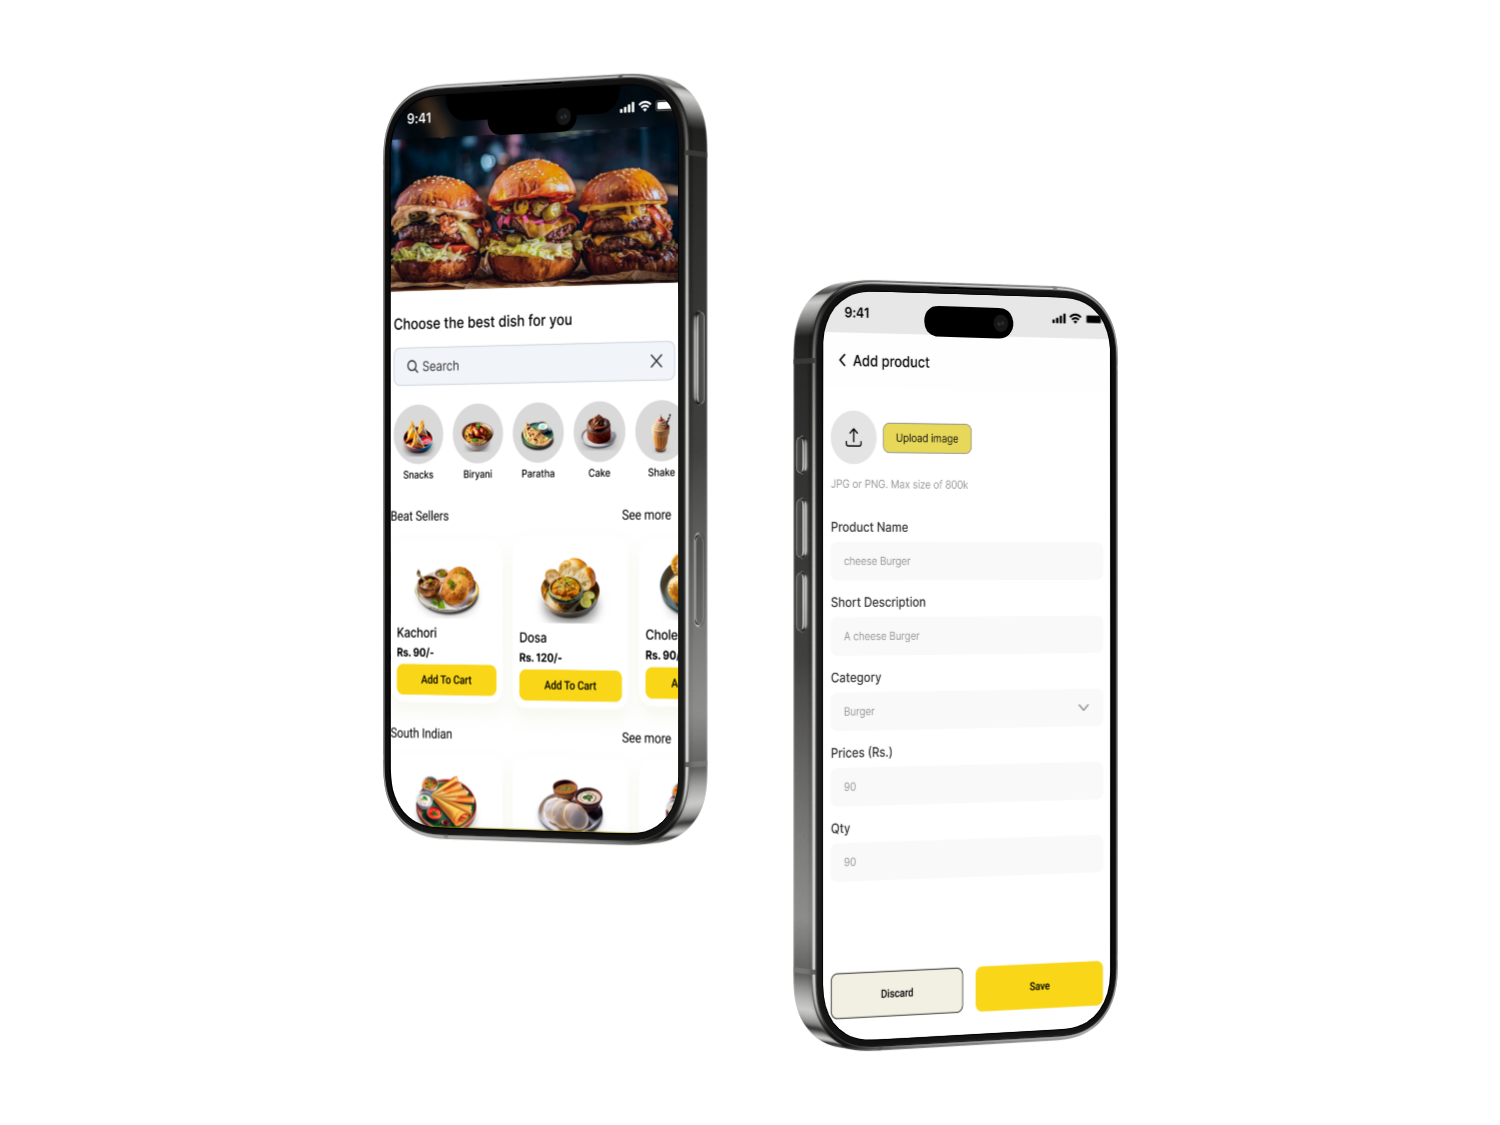 9:41
Choose the best dish for you
Search
Snacks Biryani Paratha Cake Shake
Beat Sellers See more
Kachori Dosa Chole
Rs. 90/- Rs. 120/- Rs. 90/
Add To Cart Add To Cart A
South Indian See more
9:41
Add product
Upload image
JPG or PNG. Max size of 800k
Product Name
cheese Burger
Short Description
A cheese Burger
Category
Burger
Prices (Rs.)
90
Qty
90
Discard Save